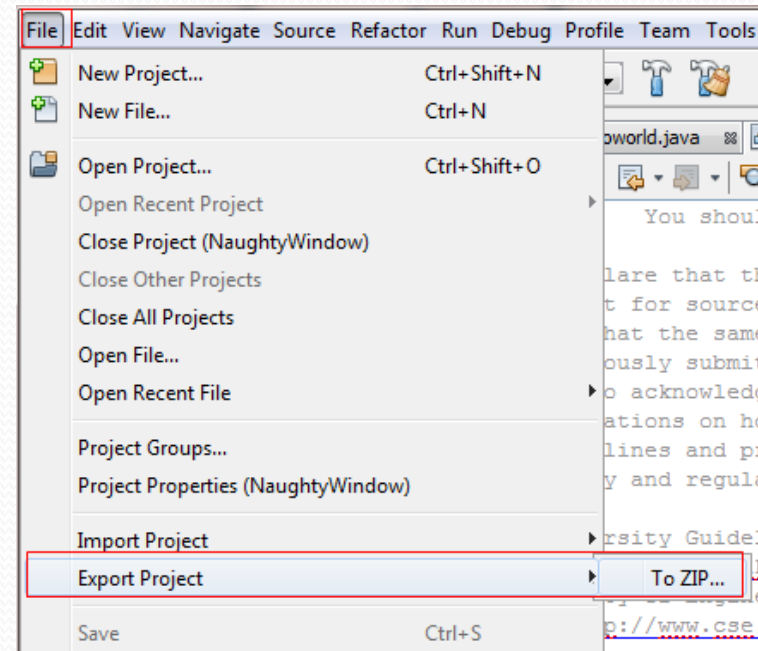 File Edit View Navigate Source Refactor Run Debug Profile Team Tools
New Project... Ctrl+Shift+N
New File... Ctrl+N
oworld.java
Open Project... Ctrl+Shift+O
Open Recent Project
You shoul
Close Project (NaughtyWindow)
Close Other Projects
lare that th
Close All Projects
t for source
hat the same
Open File...
ously submit
Open Recent File
o acknowledg
ations on ho
Project Groups...
lines and pr
Project Properties (NaughtyWindow)
y and regula
Import Project
rsity Guidel
Export Project
To ZIP...
Save Ctrl+S
p://www.cse